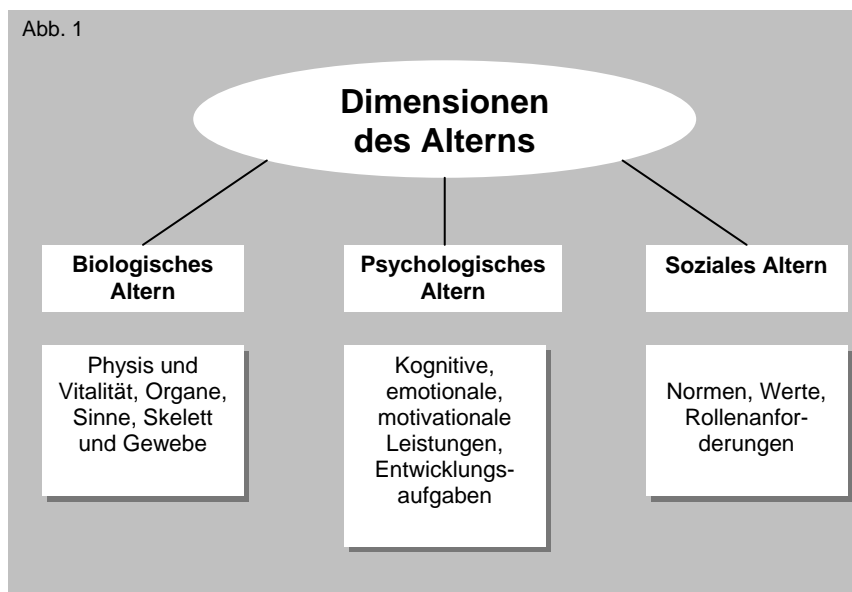 Abb. 1
Dimensionen
des Alterns
Biologisches
Altern
Psychologisches
Altern
Soziales Altern
Physis und
Vitalität, Organe,
Sinne, Skelett
und Gewebe
Kognitive,
emotionale,
motivationale
Leistungen,
Entwicklungs-
aufgaben
Normen, Werte,
Rollenanfor-
derungen